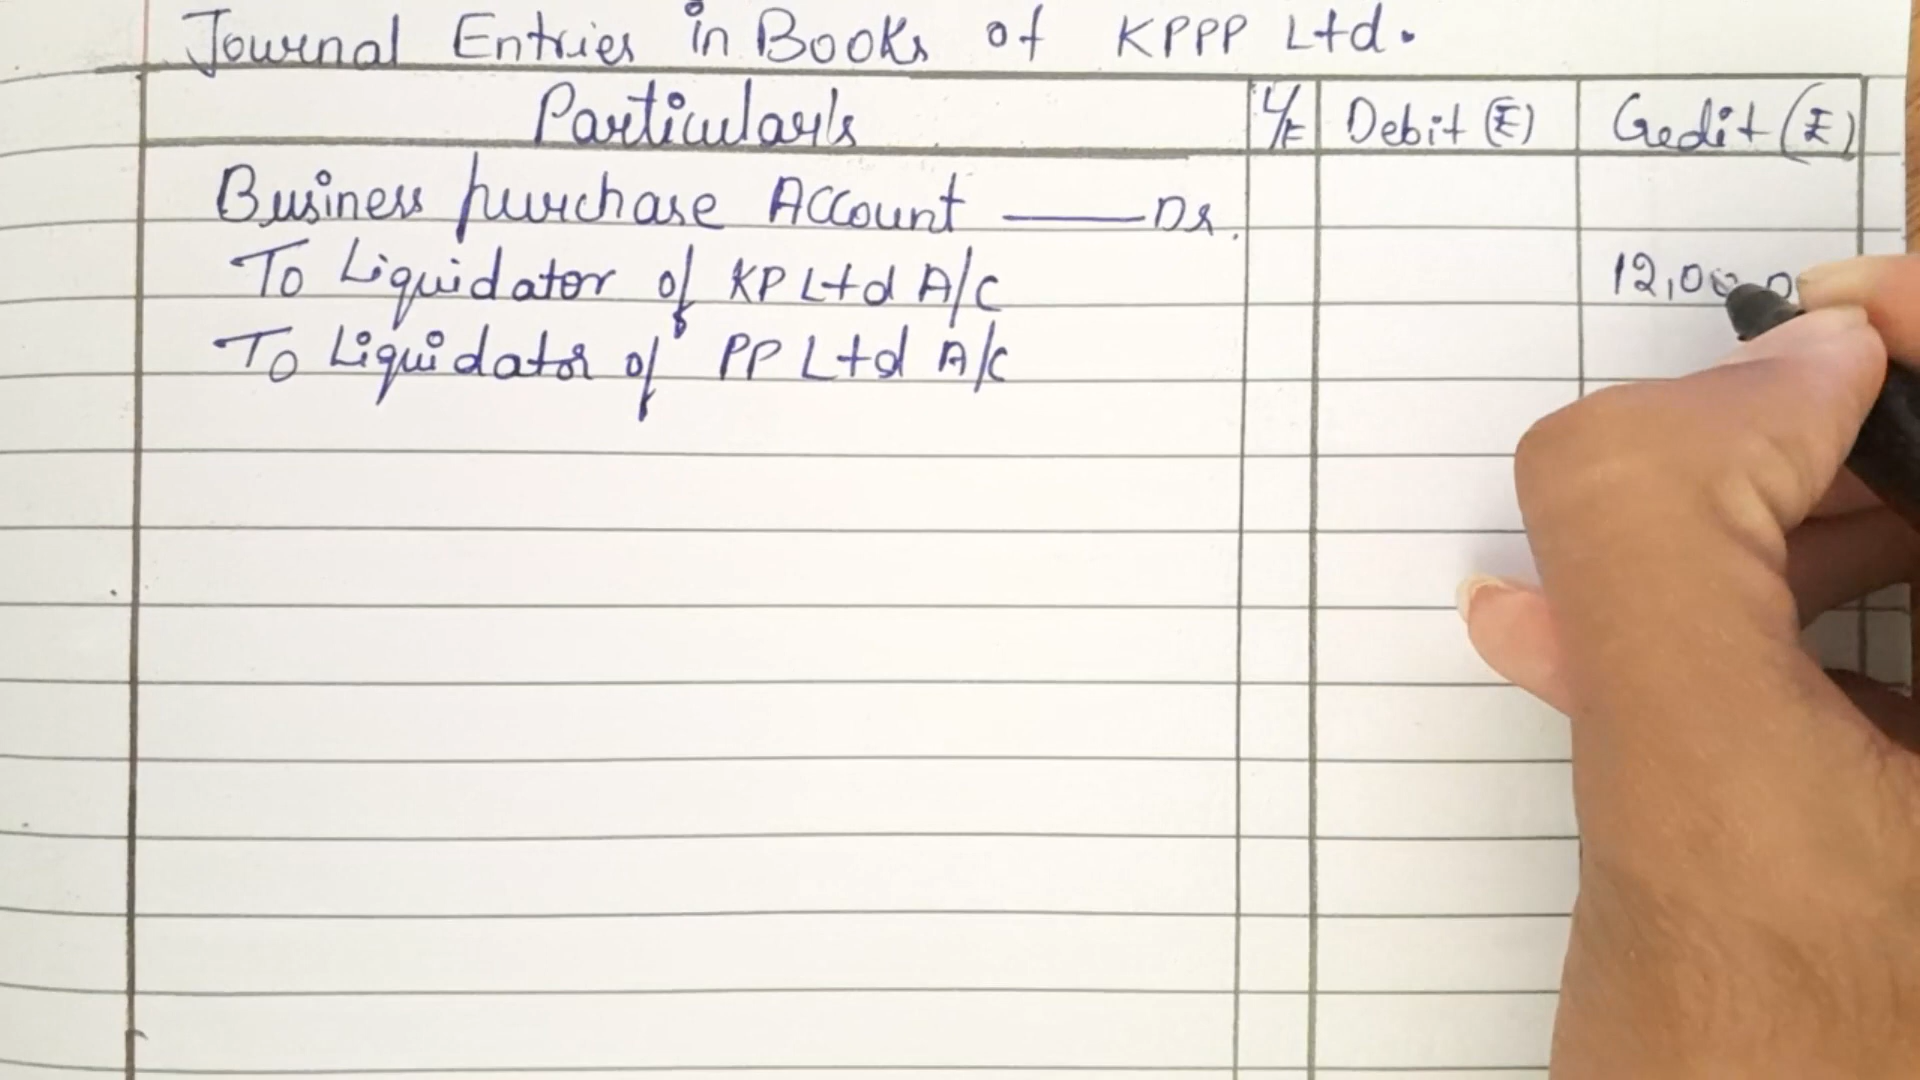 Journal Entries in Books of KPPP Ltd.
Particulars L/F Debit (₹) Credit (₹)
Business purchase Account —— Dr.
To Liquidator of KP Ltd A/c
To Liquidator of PP Ltd A/c